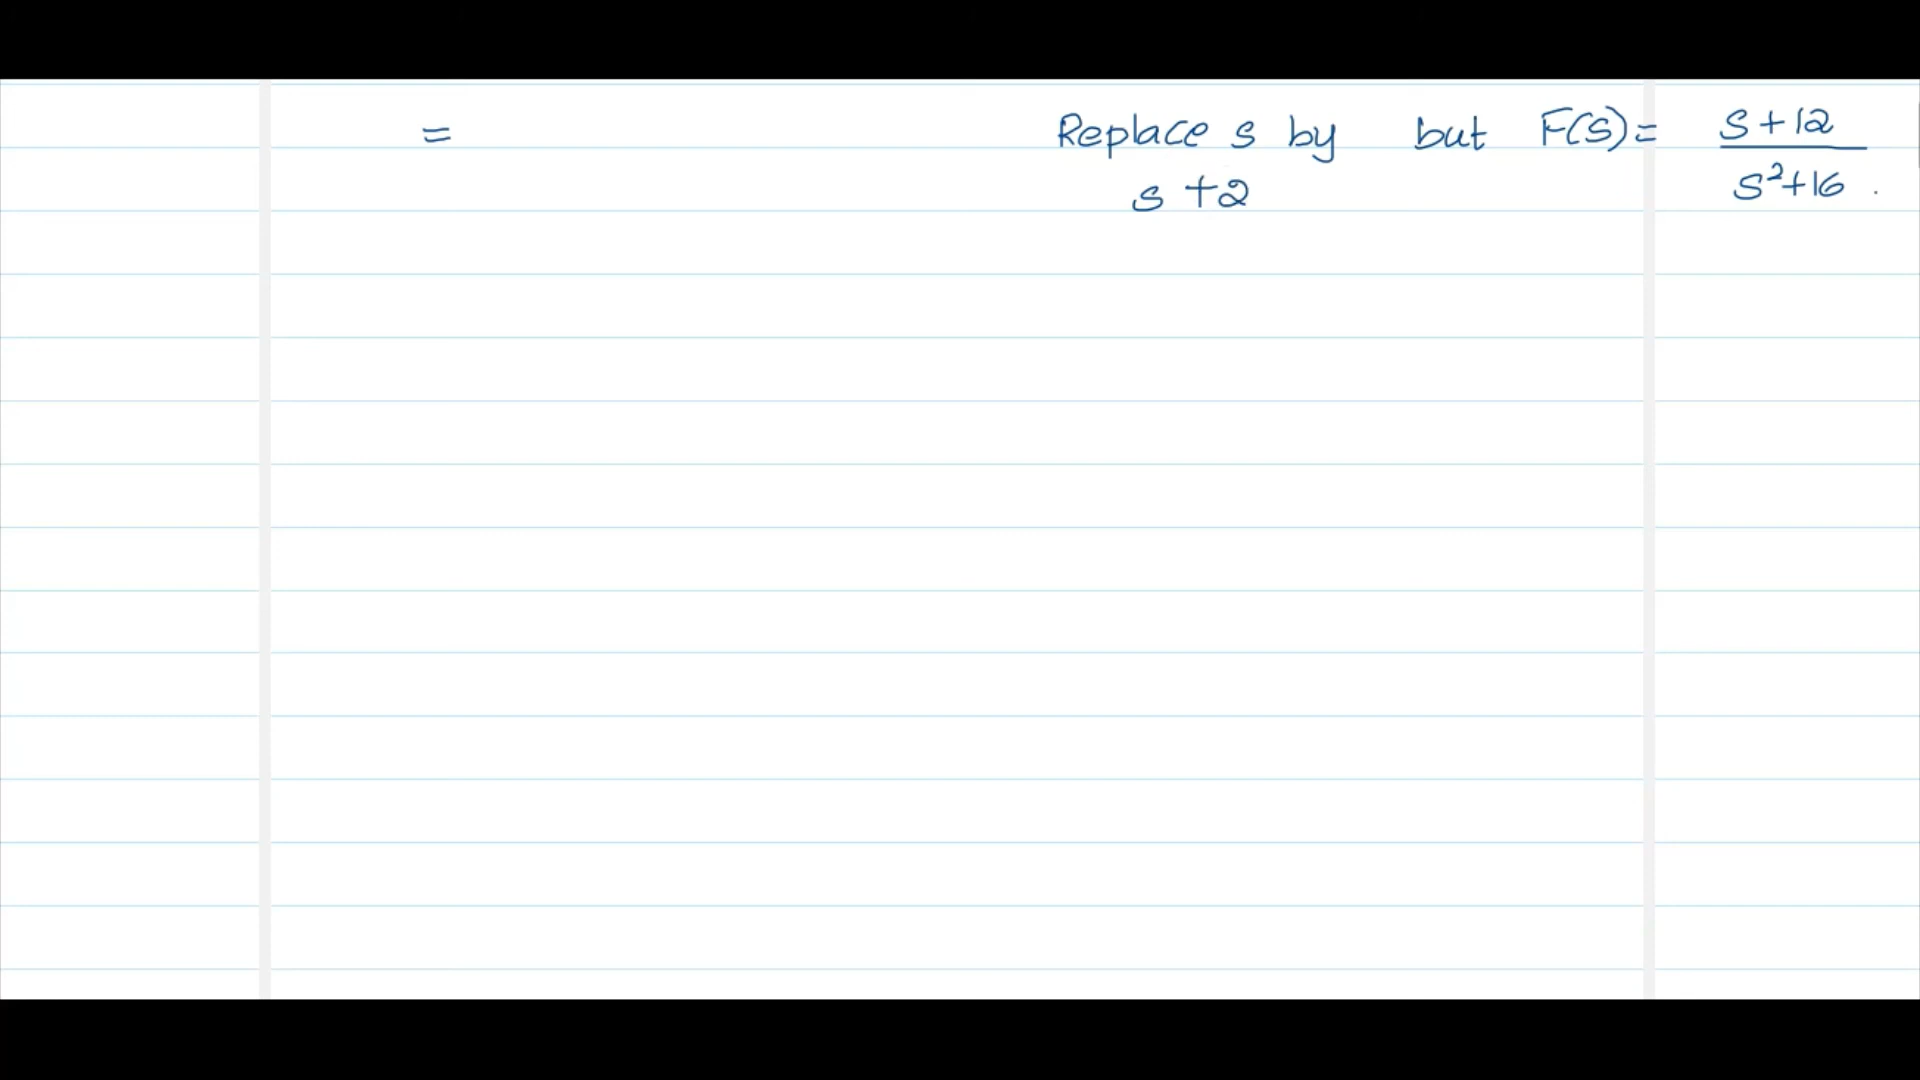 = Replace s by but F(s) = s+12
s+2 s²+16 .